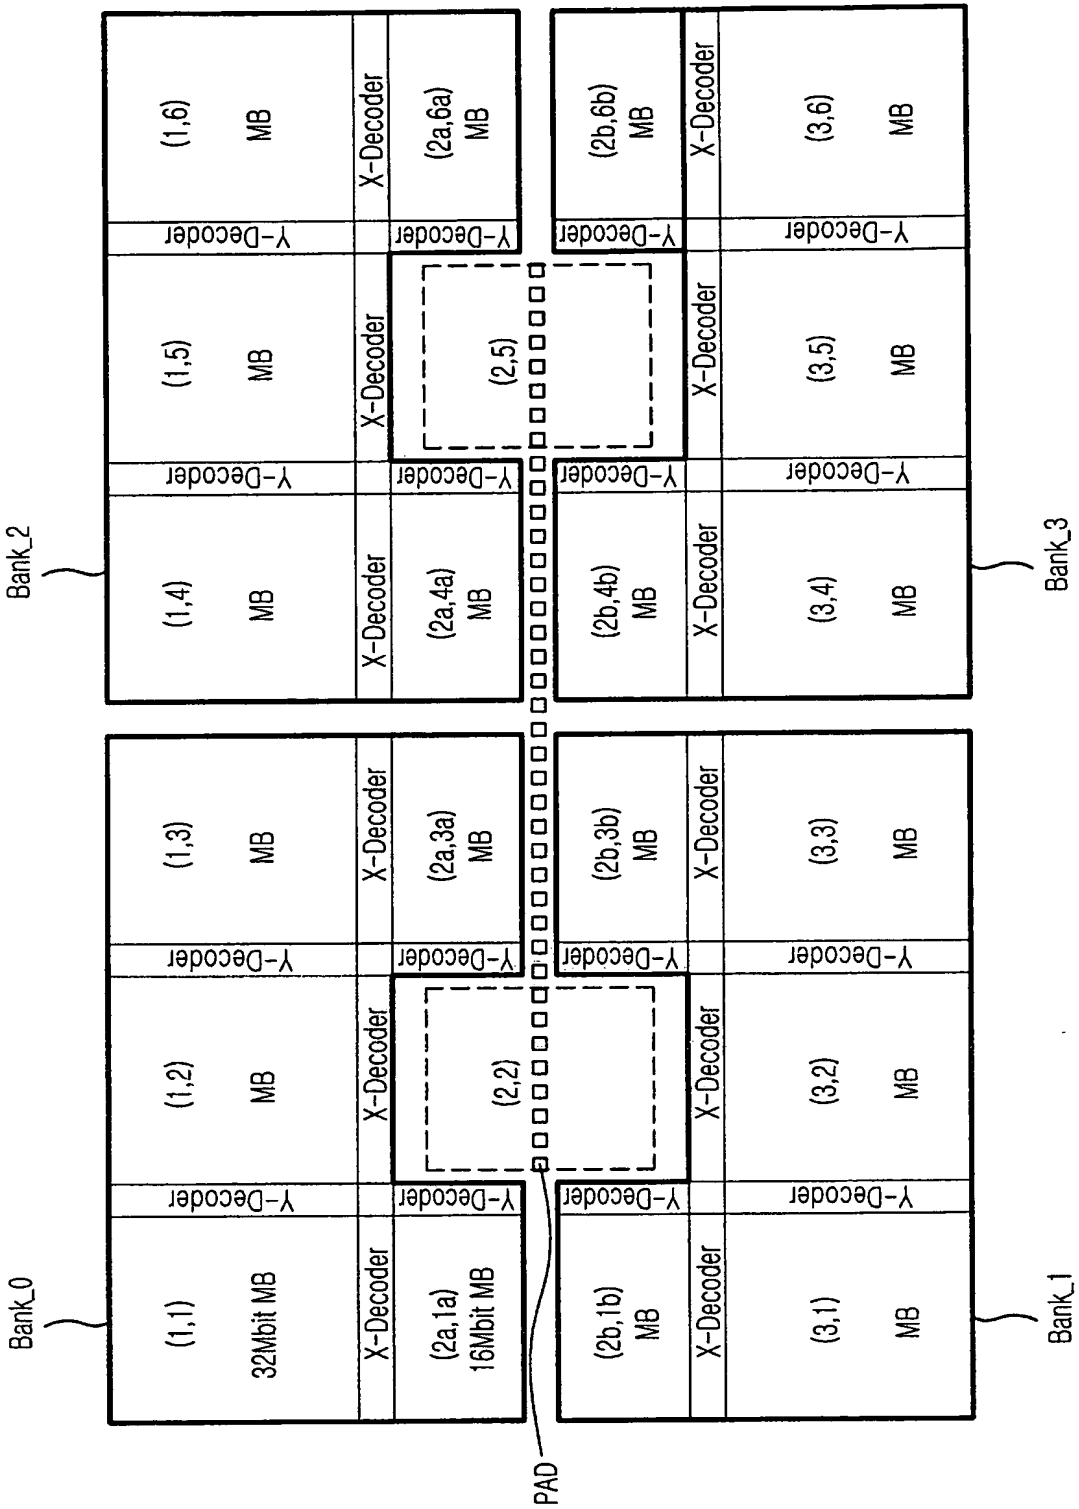 Bank_0
Bank_2
(1,1)
32Mbit MB
Y-Decoder
(1,2)
MB
Y-Decoder
(1,3)
MB
(1,4)
MB
Y-Decoder
(1,5)
MB
Y-Decoder
(1,6)
MB
X-Decoder
X-Decoder
X-Decoder
X-Decoder
X-Decoder
X-Decoder
(2a,1a)
16Mbit MB
Y-Decoder
Y-Decoder
(2a,3a)
MB
(2a,4a)
MB
Y-Decoder
Y-Decoder
(2a,6a)
MB
(2,2)
(2,5)
PAD
(2b,1b)
MB
Y-Decoder
Y-Decoder
(2b,3b)
MB
(2b,4b)
MB
Y-Decoder
Y-Decoder
(2b,6b)
MB
X-Decoder
X-Decoder
X-Decoder
X-Decoder
X-Decoder
X-Decoder
(3,1)
MB
Y-Decoder
(3,2)
MB
Y-Decoder
(3,3)
MB
(3,4)
MB
Y-Decoder
(3,5)
MB
Y-Decoder
(3,6)
MB
Bank_1
Bank_3